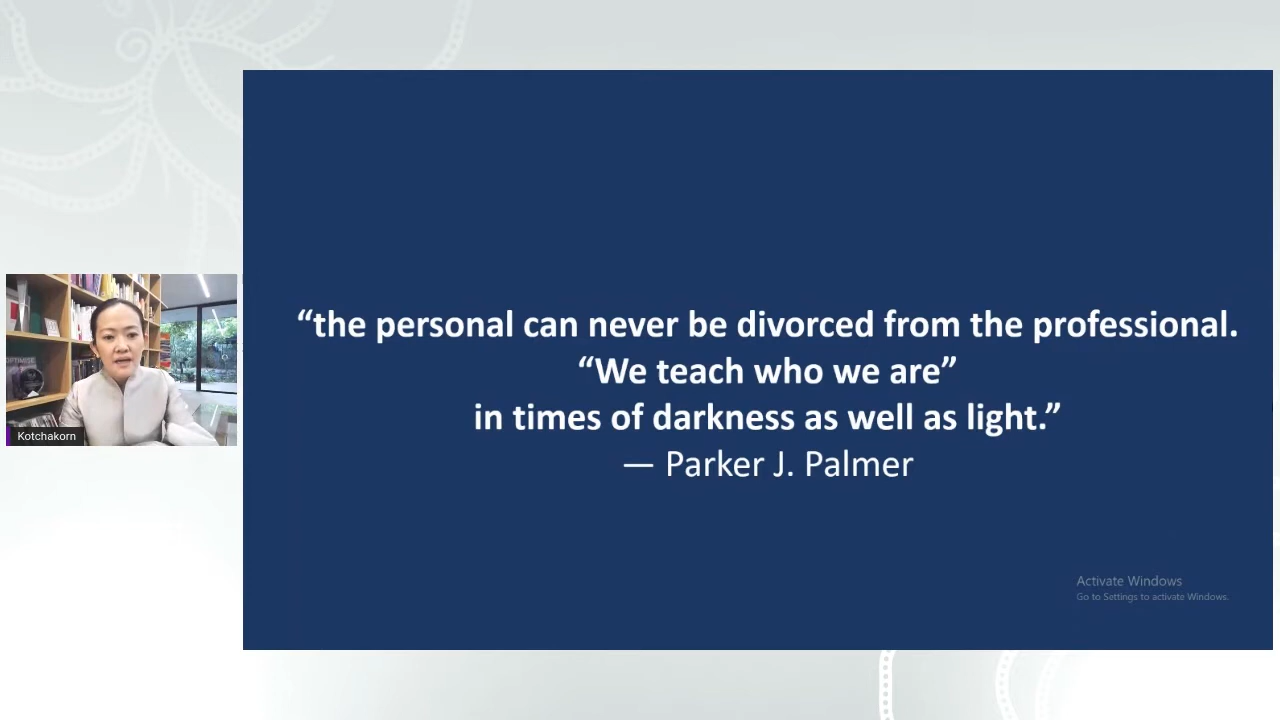 “the personal can never be divorced from the professional.
“We teach who we are”
in times of darkness as well as light.”
— Parker J. Palmer
Kotchakorn
Activate Windows
Go to Settings to activate Windows.